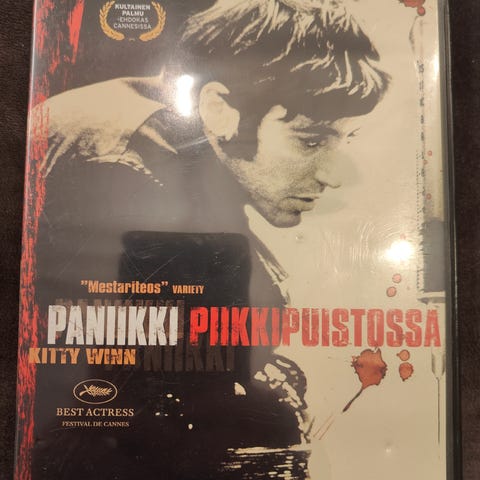 KULTAINEN
PALMU
-EHDOKAS
CANNESISSA
"Mestariteos" VARIETY
PANIIKKI PIIKKIPUISTOSSA
KITTY WINN
BEST ACTRESS
FESTIVAL DE CANNES